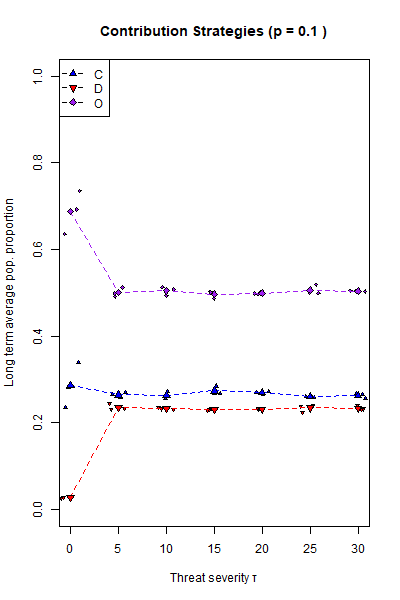 Contribution Strategies (p = 0.1 )
C
D
O
Long term average pop. proportion
1.0
0.8
0.6
0.4
0.2
0.0
0 5 10 15 20 25 30
Threat severity τ